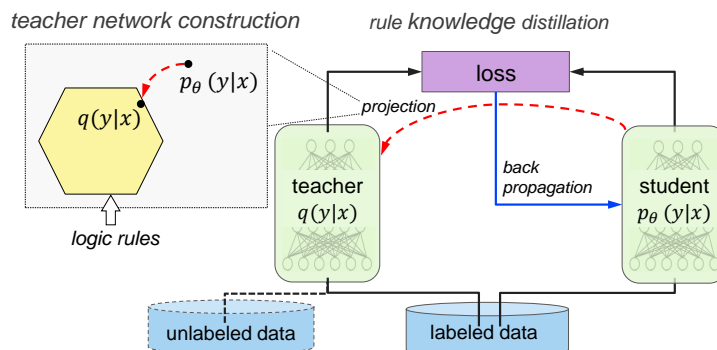 teacher network construction
rule knowledge distillation
loss
pθ (y|x)
q(y|x)
projection
logic rules
back
propagation
teacher
q(y|x)
student
pθ (y|x)
unlabeled data
labeled data